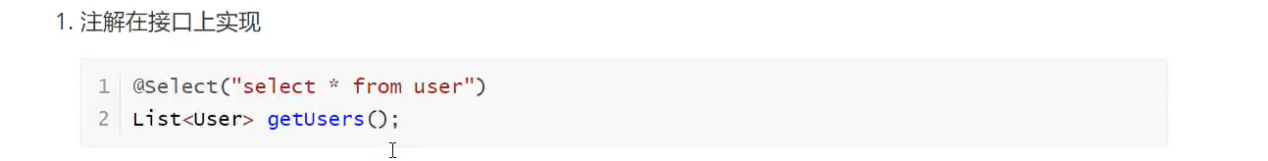 1. 注解在接口上实现
1 @Select("select * from user")
2 List<User> getUsers();